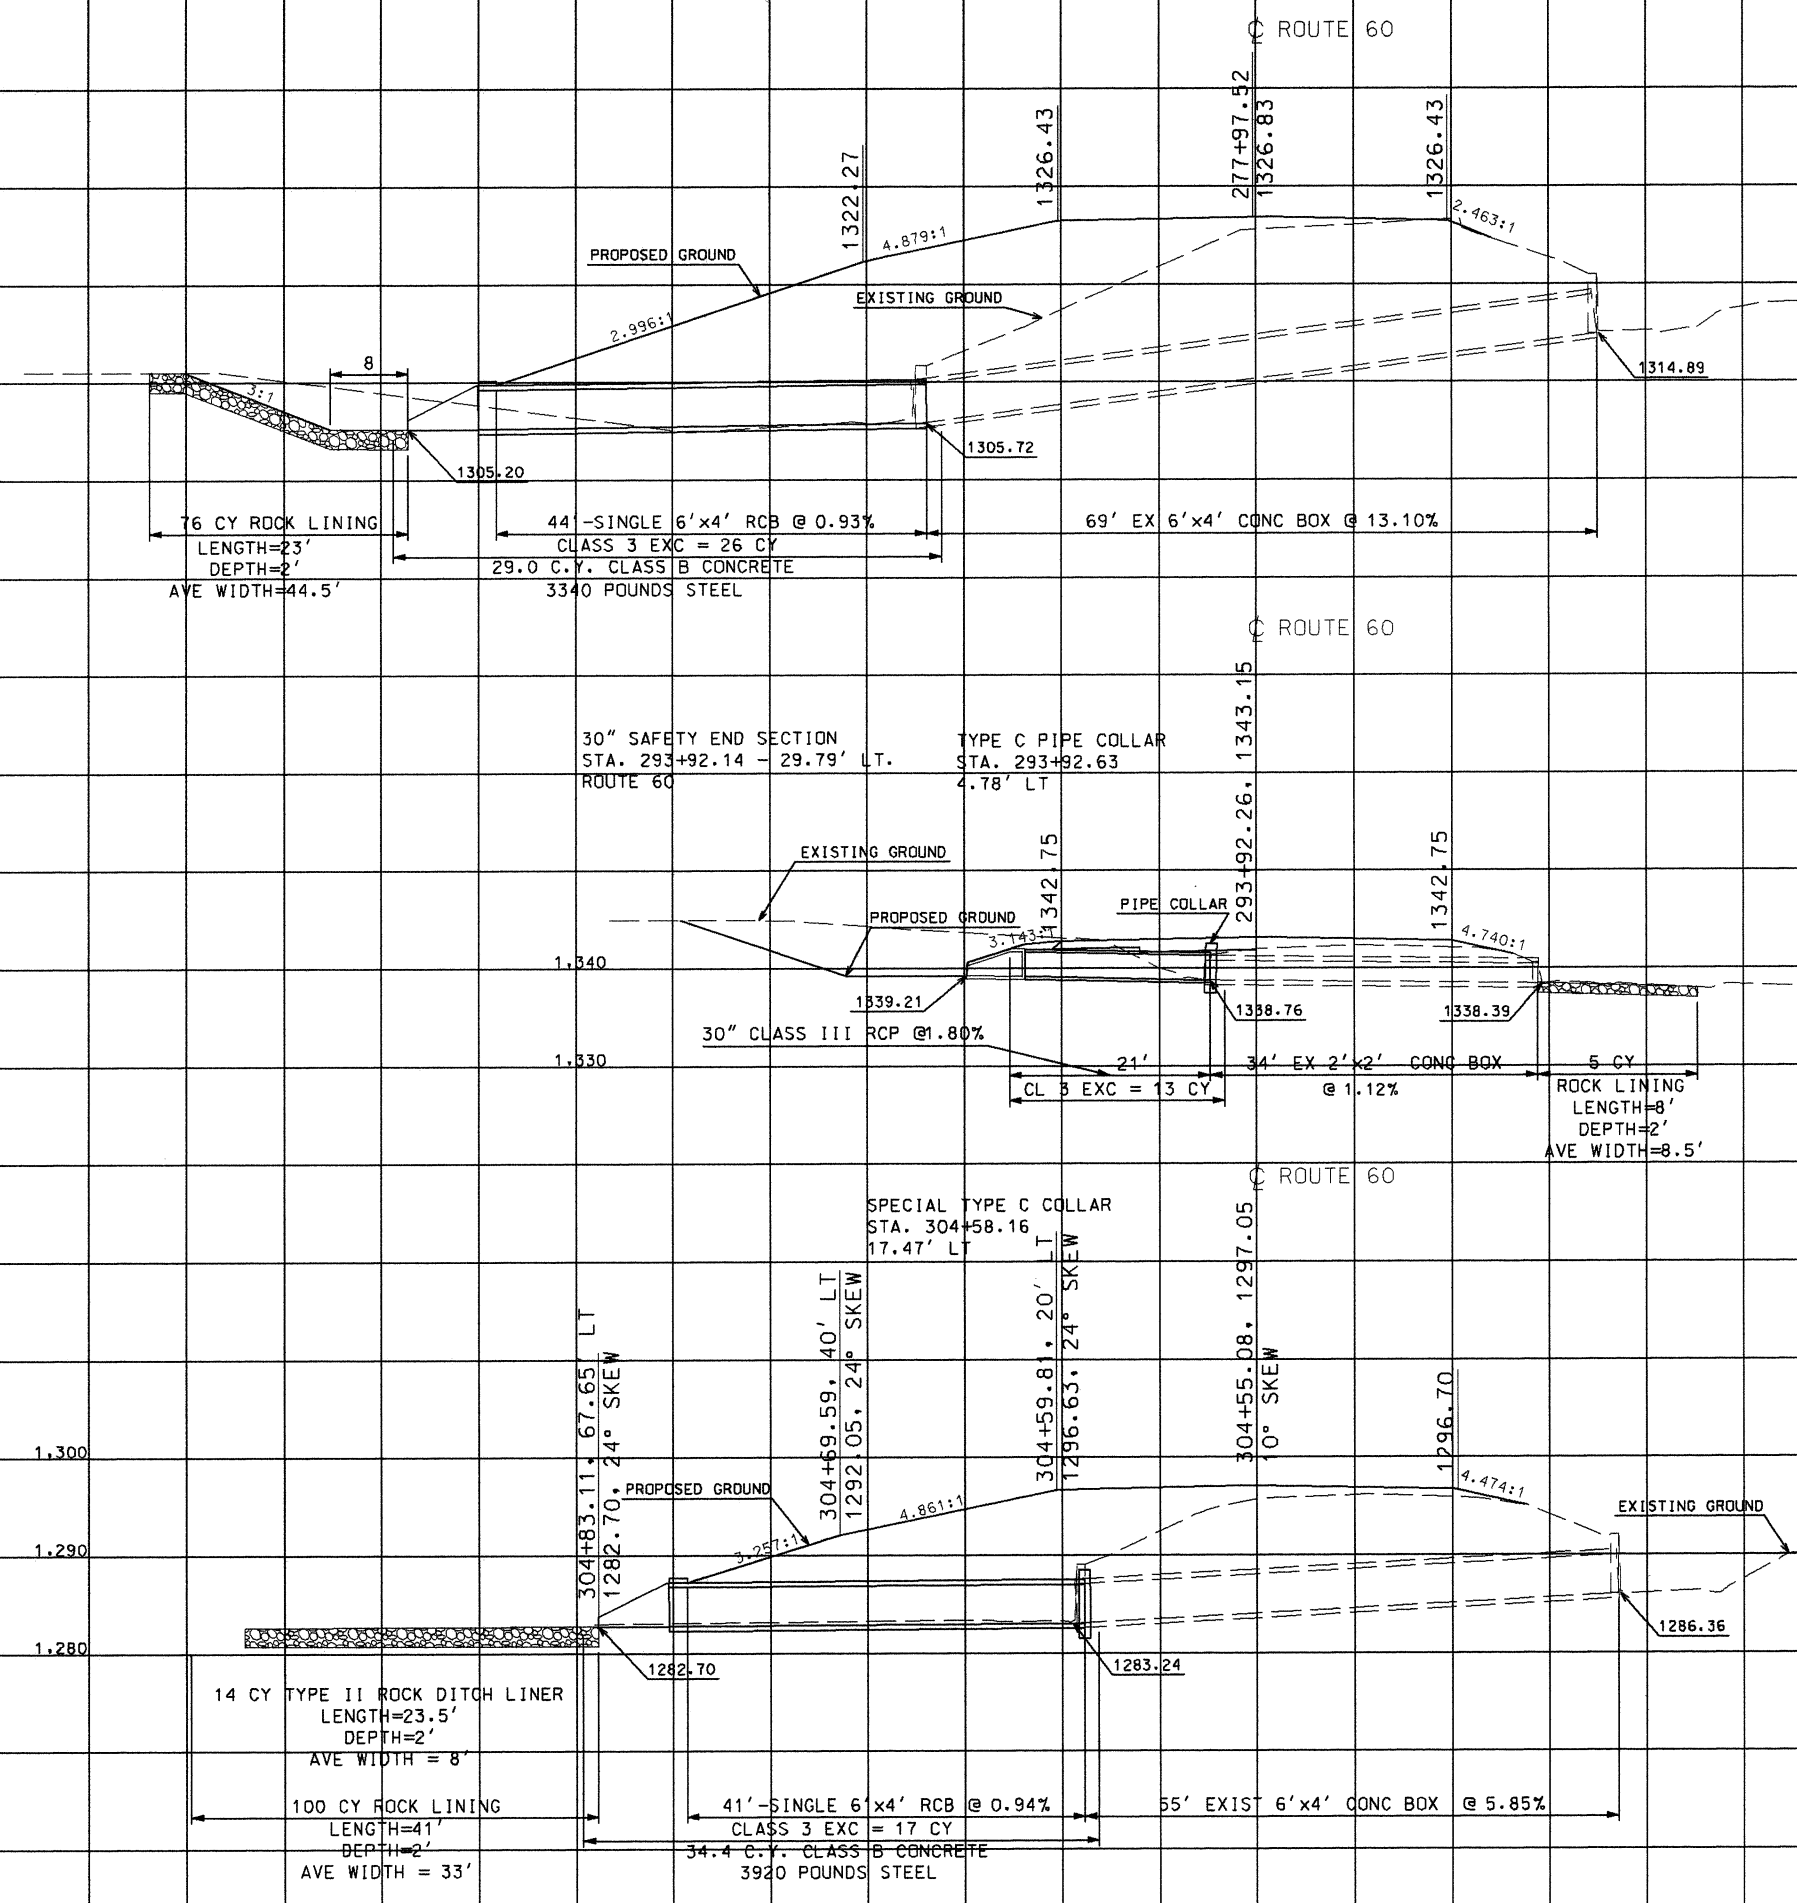 ℄ ROUTE 60
277+97.52
1326.83
1326.43
1326.43
1322.27
2.463:1
4.879:1
PROPOSED GROUND
EXISTING GROUND
2.996:1
8
3:1
1314.89
1305.72
1305.20
76 CY ROCK LINING
LENGTH=23'
DEPTH=2'
AVE WIDTH=44.5'
44'-SINGLE 6'x4' RCB @ 0.93%
CLASS 3 EXC = 26 CY
29.0 C.Y. CLASS B CONCRETE
3340 POUNDS STEEL
69' EX 6'x4' CONC BOX @ 13.10%
℄ ROUTE 60
293+92.26, 1343.15
30" SAFETY END SECTION
STA. 293+92.14 - 29.79' LT.
ROUTE 60
TYPE C PIPE COLLAR
STA. 293+92.63
4.78' LT
1342.75
1342.75
EXISTING GROUND
PROPOSED GROUND
PIPE COLLAR
3.143:1
4.740:1
1,340
1339.21
1338.76
1338.39
30" CLASS III RCP @1.80%
1,330
21'
CL 3 EXC = 13 CY
34' EX 2'x2' CONC BOX
@ 1.12%
5 CY
ROCK LINING
LENGTH=8'
DEPTH=2'
AVE WIDTH=8.5'
℄ ROUTE 60
SPECIAL TYPE C COLLAR
STA. 304+58.16
17.47' LT
304+83.11, 67.65' LT
1282.70, 24° SKEW
304+69.59, 40' LT
1292.05, 24° SKEW
304+59.81, 20' LT
1296.63, 24° SKEW
304+55.08, 1297.05
10° SKEW
1296.70
1,300
PROPOSED GROUND
4.861:1
4.474:1
EXISTING GROUND
3.257:1
1,290
1,280
1282.70
1283.24
1286.36
14 CY TYPE II ROCK DITCH LINER
LENGTH=23.5'
DEPTH=2'
AVE WIDTH = 8'
100 CY ROCK LINING
LENGTH=41'
DEPTH=2'
AVE WIDTH = 33'
41'-SINGLE 6'x4' RCB @ 0.94%
CLASS 3 EXC = 17 CY
34.4 C.Y. CLASS B CONCRETE
3920 POUNDS STEEL
55' EXIST 6'x4' CONC BOX @ 5.85%